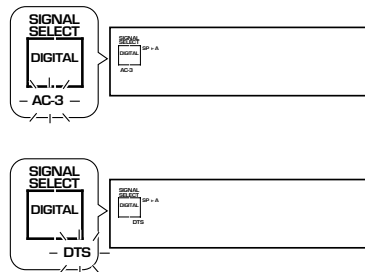 SIGNAL
SELECT
DIGITAL
AC-3
SIGNAL
SELECT
SP ▸ A
DIGITAL
AC-3
SIGNAL
SELECT
DIGITAL
DTS
SIGNAL
SELECT
SP ▸ A
DIGITAL
DTS